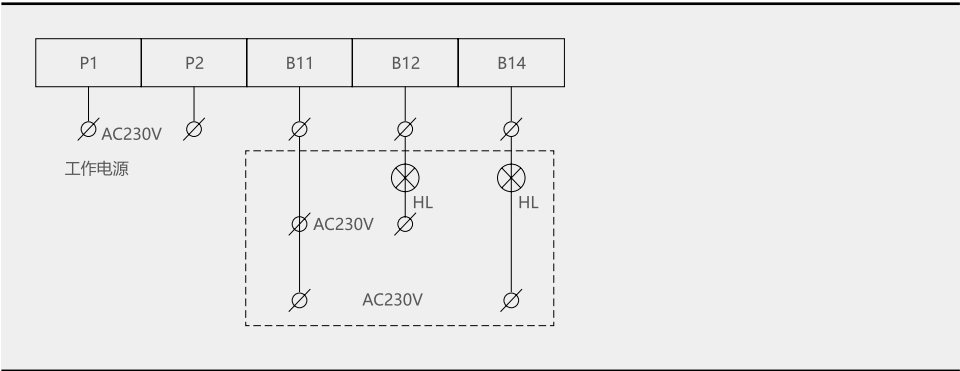 P1 P2 B11 B12 B14
AC230V
工作电源
HL HL
AC230V
AC230V